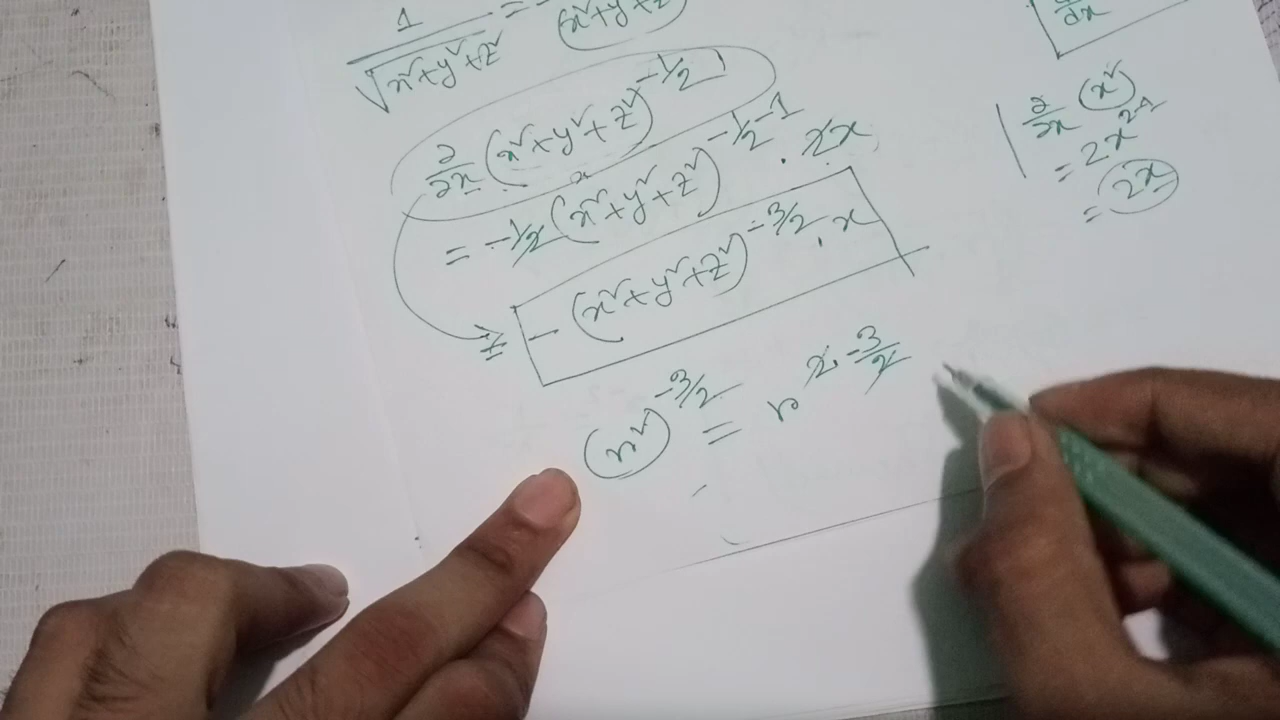 1/√(x²+y²+z²) = (x²+y²+z
∂/∂x (x²+y²+z²)^(-1/2)
= -1/2 (x²+y²+z²)^(-1/2-1) · 2x
= -(x²+y²+z²)^(-3/2) · x
(r²)^(-3/2) = r^(2·-3/2)
dx
∂/∂x (x²)
= 2x^(2-1)
= 2x